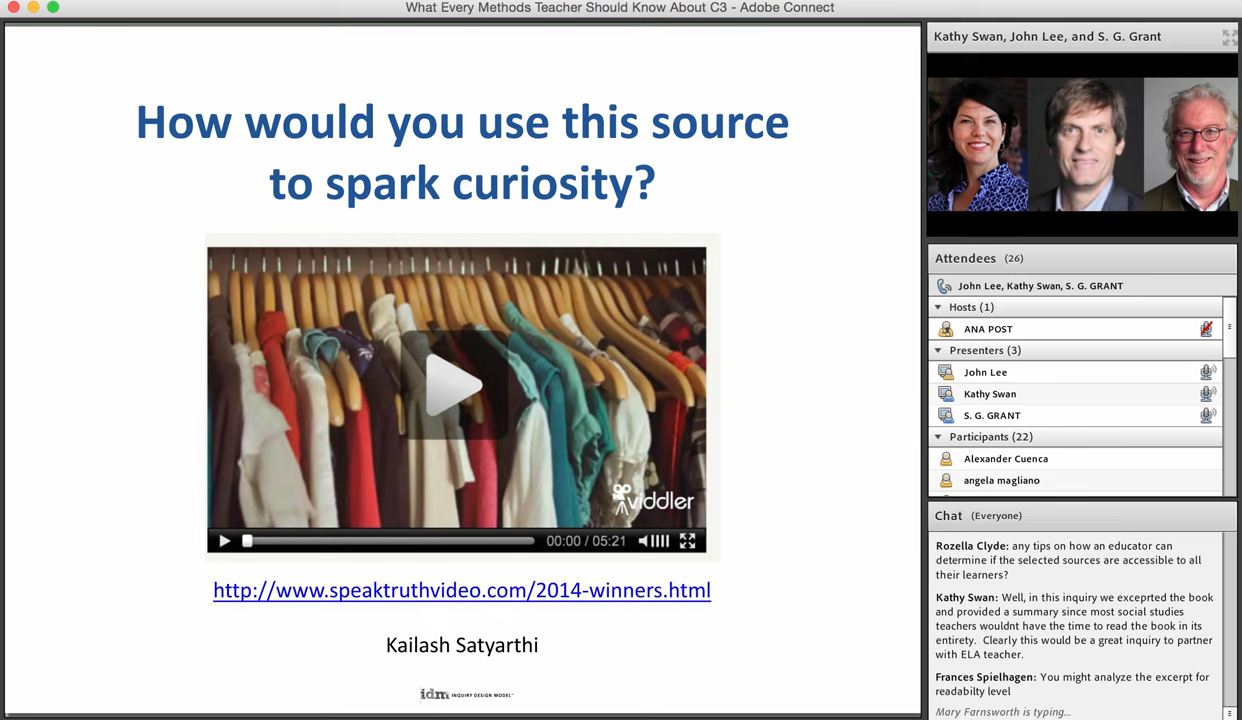 What Every Methods Teacher Should Know About C3 - Adobe Connect
How would you use this source
to spark curiosity?
viddler
00:00 / 05:21
http://www.speaktruthvideo.com/2014-winners.html
Kailash Satyarthi
idm INQUIRY DESIGN MODEL™
Kathy Swan, John Lee, and S. G. Grant
Attendees (26)
John Lee, Kathy Swan, S. G. GRANT
Hosts (1)
ANA POST
Presenters (3)
John Lee
Kathy Swan
S. G. GRANT
Participants (22)
Alexander Cuenca
angela magliano
Chat (Everyone)
Rozella Clyde: any tips on how an educator can
determine if the selected sources are accessible to all
their learners?
Kathy Swan: Well, in this inquiry we exceprted the book
and provided a summary since most social studies
teachers wouldnt have the time to read the book in its
entirety. Clearly this would be a great inquiry to partner
with ELA teacher.
Frances Spielhagen: You might analyze the excerpt for
readabilty level
Mary Farnsworth is typing...